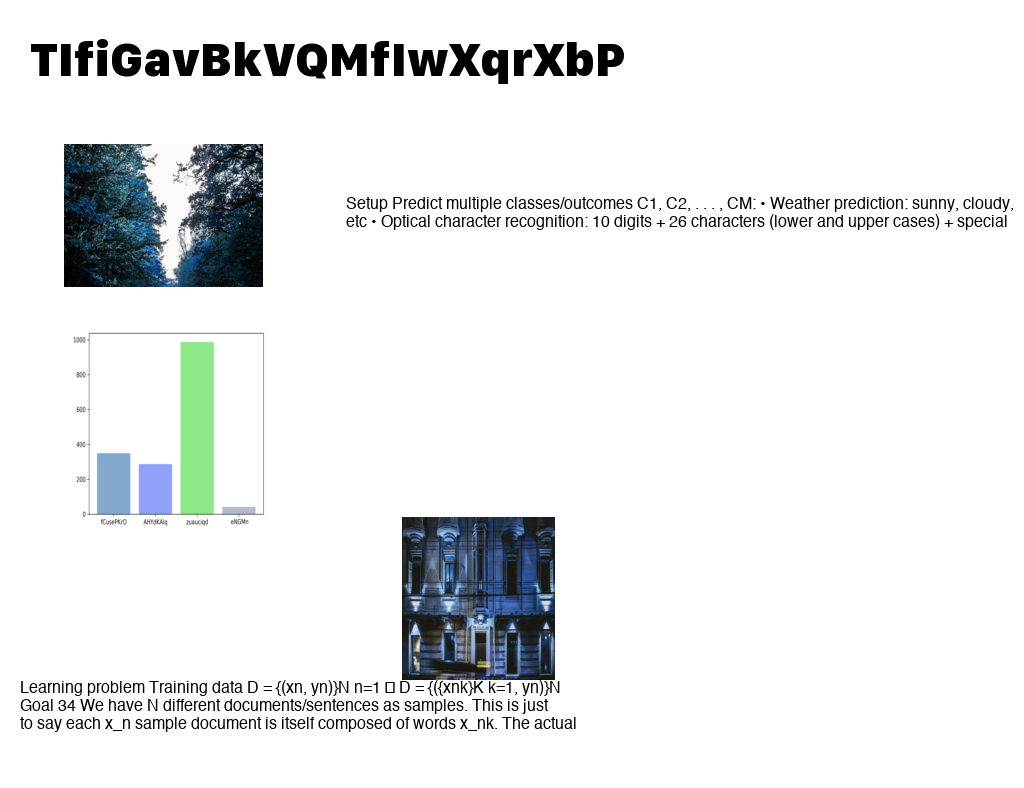 TIfiGavBkVQMfIwXqrXbP
Setup Predict multiple classes/outcomes C1, C2, . . . , CM: • Weather prediction: sunny, cloudy,
etc • Optical character recognition: 10 digits + 26 characters (lower and upper cases) + special
1000
800
600
400
200
0
fCusePKrO AHYdKAlq zuauciqd eNGMn
Learning problem Training data D = {(xn, yn)}N n=1 □ D = {({xnk}K k=1, yn)}N
Goal 34 We have N different documents/sentences as samples. This is just
to say each x_n sample document is itself composed of words x_nk. The actual